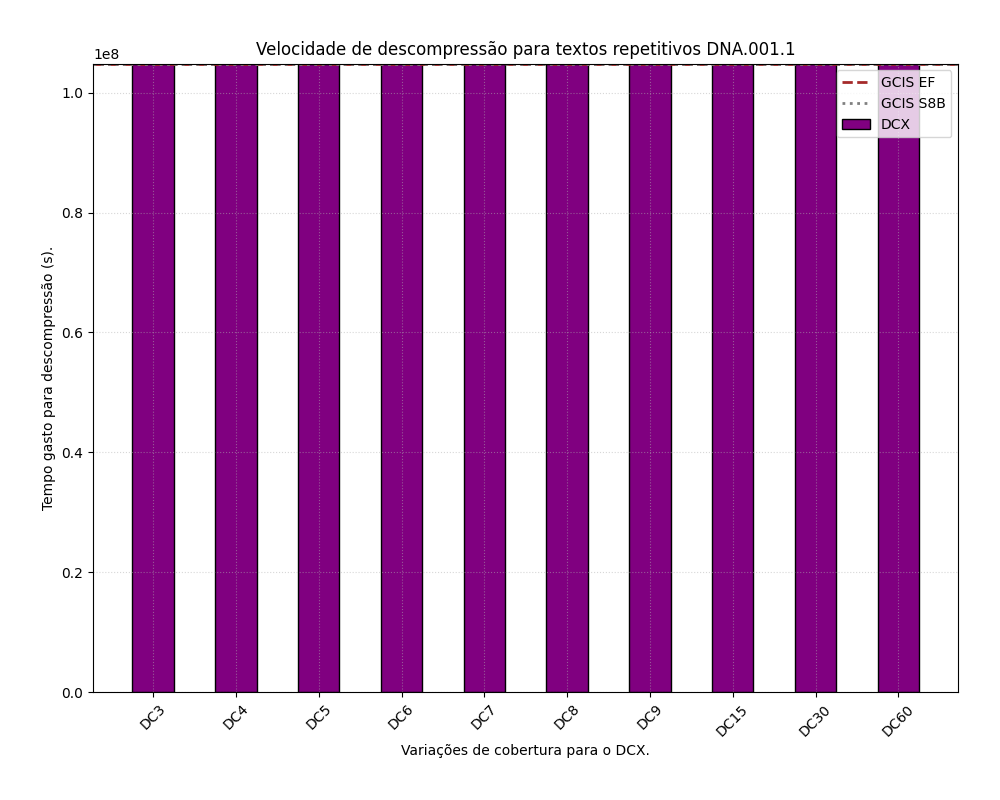 Velocidade de descompressão para textos repetitivos DNA.001.1
1e8
1.0
0.8
0.6
0.4
0.2
0.0
Tempo gasto para descompressão (s).
GCIS EF
GCIS S8B
DCX
DC3
DC4
DC5
DC6
DC7
DC8
DC9
DC15
DC30
DC60
Variações de cobertura para o DCX.